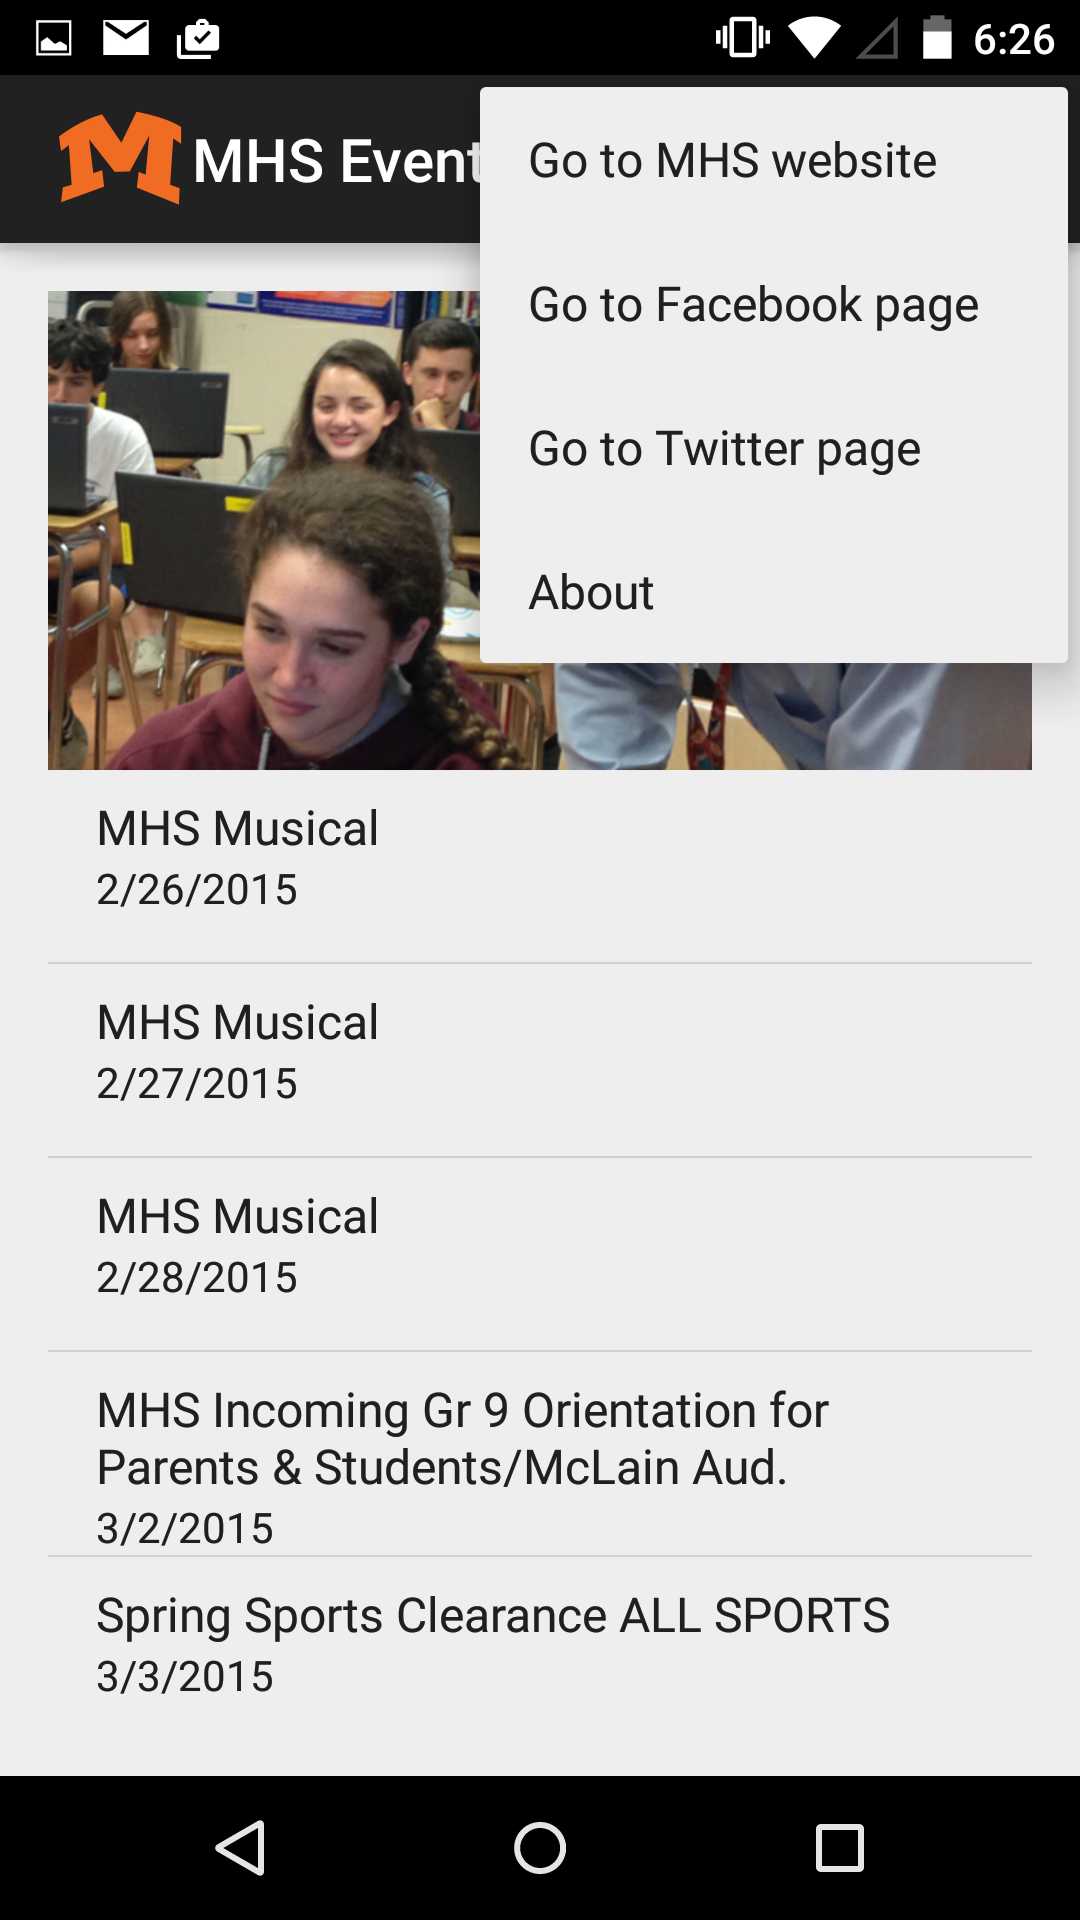 6:26
MHS Event
Go to MHS website
Go to Facebook page
Go to Twitter page
About
MHS Musical
2/26/2015
MHS Musical
2/27/2015
MHS Musical
2/28/2015
MHS Incoming Gr 9 Orientation for
Parents & Students/McLain Aud.
3/2/2015
Spring Sports Clearance ALL SPORTS
3/3/2015